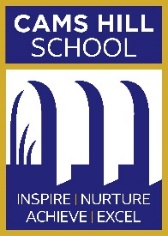 CAMS HILL
SCHOOL
INSPIRE | NURTURE
ACHIEVE | EXCEL